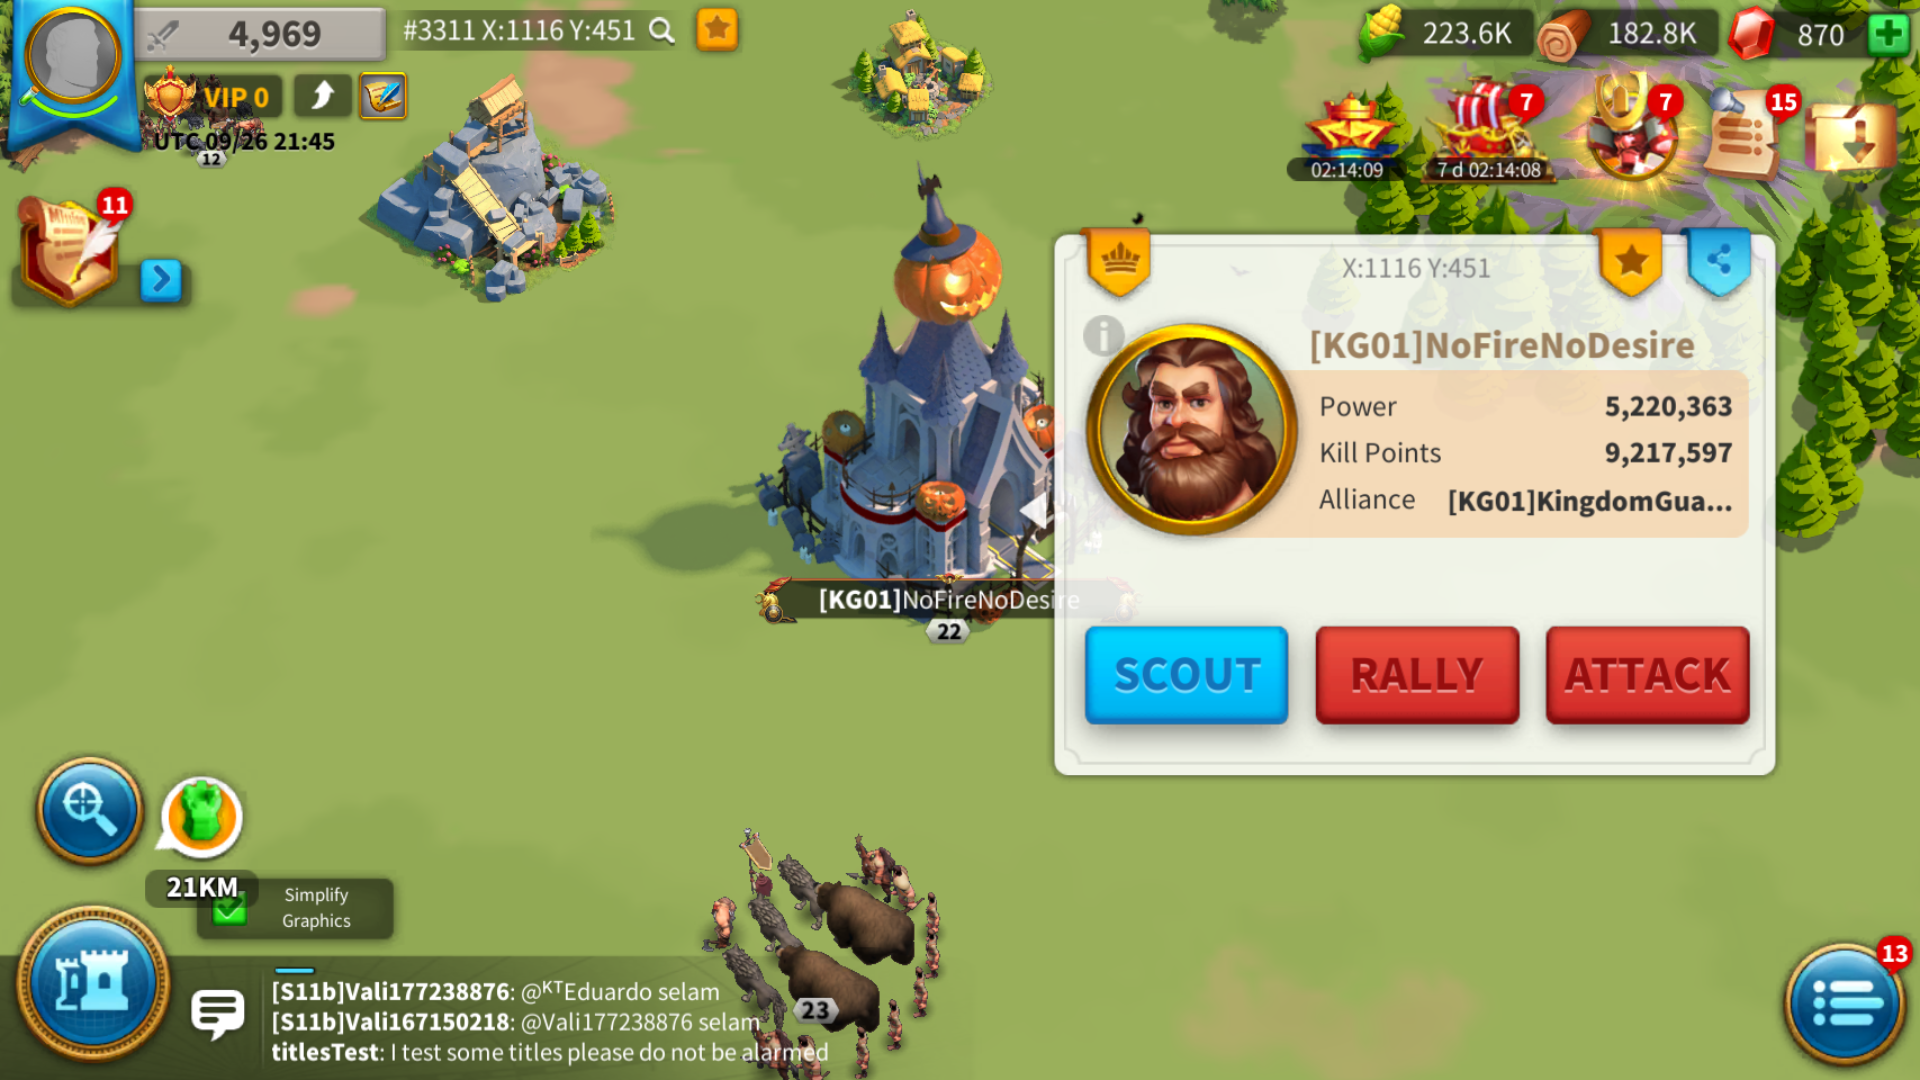 4,969
#3311 X:1116 Y:451
223.6K
182.8K
870
VIP 0
UTC 09/26 21:45
12
02:14:09
7
7 d 02:14:08
7
15
Mission
11
X:1116 Y:451
[KG01]NoFireNoDesire
Power 5,220,363
Kill Points 9,217,597
Alliance [KG01]KingdomGua...
SCOUT
RALLY
ATTACK
[KG01]NoFireNoDesire
22
21KM
Simplify
Graphics
13
23
[S11b]Vali177238876: @ᴷᵀEduardo selam
[S11b]Vali167150218: @Vali177238876 selam
titlesTest: I test some titles please do not be alarmed